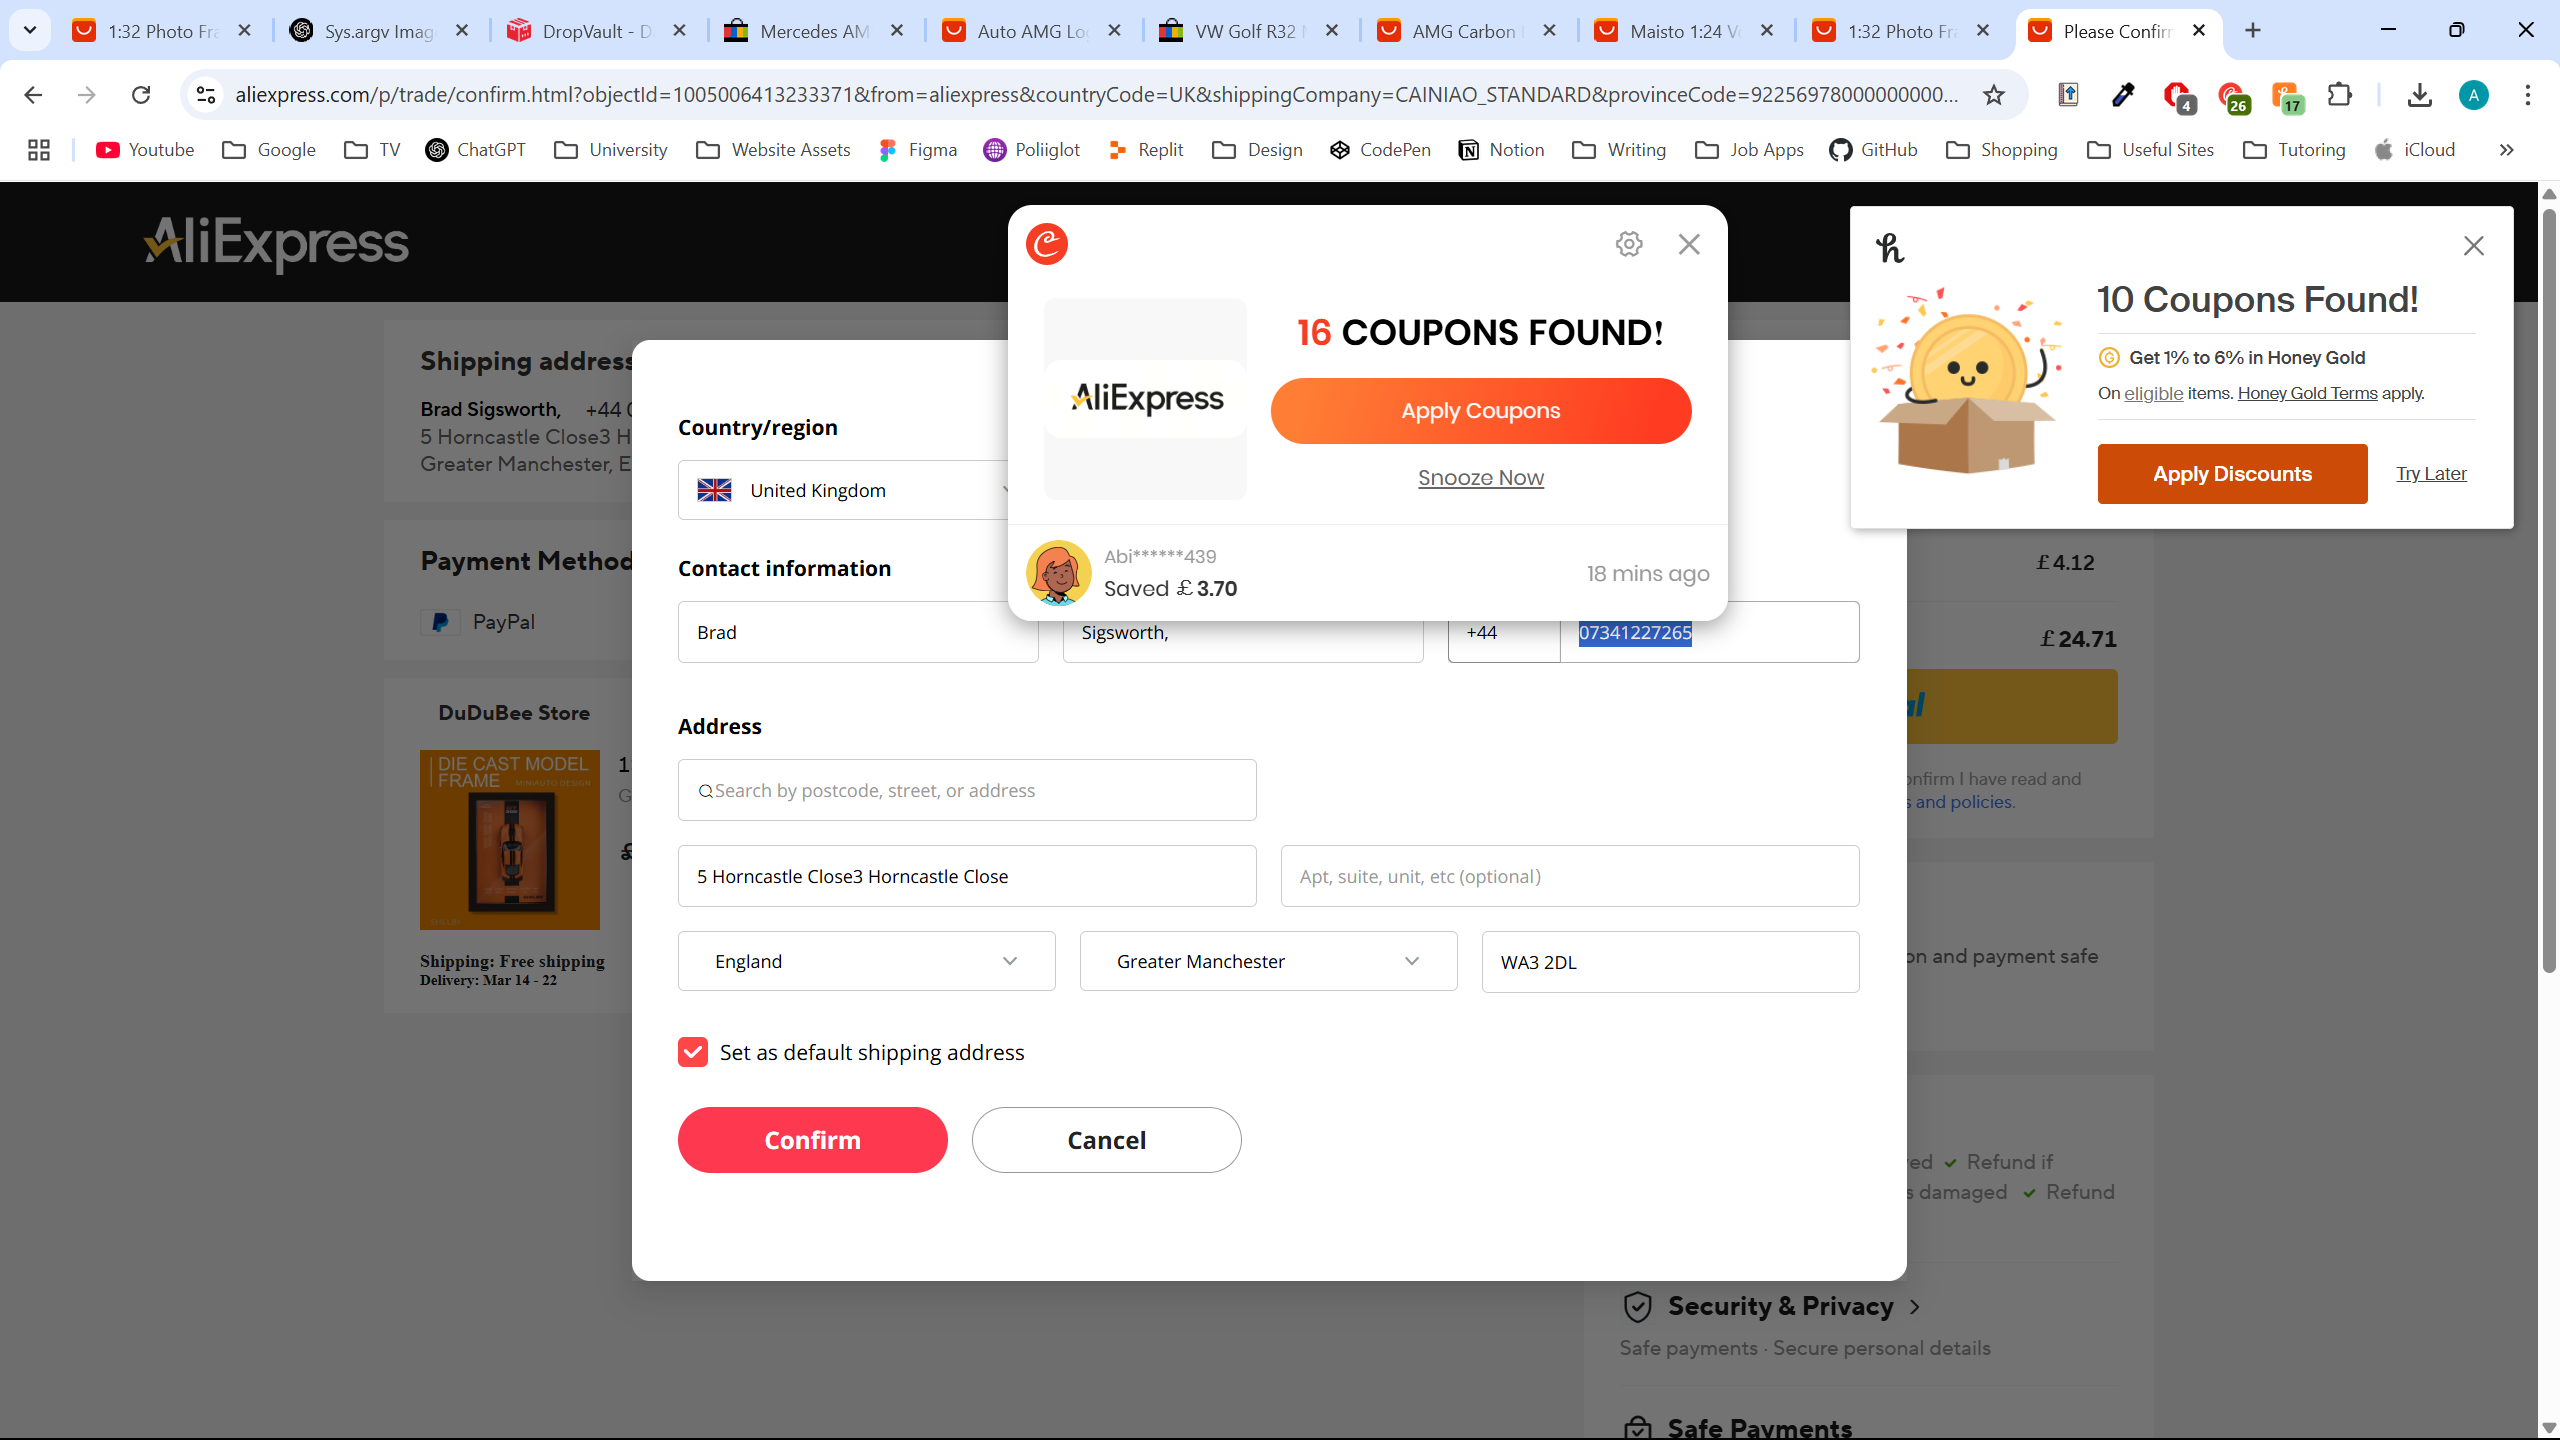 1:32 Photo Fra
Sys.argv Imag
DropVault - D
Mercedes AM
Auto AMG Lo
VW Golf R32
AMG Carbon
Maisto 1:24 V
1:32 Photo Fra
Please Confir
aliexpress.com/p/trade/confirm.html?objectId=1005006413233371&from=aliexpress&countryCode=UK&shippingCompany=CAINIAO_STANDARD&provinceCode=92256978000000000...
4
26
17
A
Youtube
Google
TV
ChatGPT
University
Website Assets
Figma
Poliiglot
Replit
Design
CodePen
Notion
Writing
Job Apps
GitHub
Shopping
Useful Sites
Tutoring
iCloud
AliExpress
Shipping address
Brad Sigsworth, +44 0
5 Horncastle Close3 H
Greater Manchester, E
Payment Method
PayPal
DuDuBee Store
DIE CAST MODEL
FRAME
MINIAUTO DESIGN
1
G
£
Shipping: Free shipping
Delivery: Mar 14 - 22
Country/region
United Kingdom
Contact information
Brad
Sigsworth,
+44
07341227265
Address
Search by postcode, street, or address
5 Horncastle Close3 Horncastle Close
Apt, suite, unit, etc (optional)
England
Greater Manchester
WA3 2DL
Set as default shipping address
Confirm
Cancel
16 COUPONS FOUND!
AliExpress
Apply Coupons
Snooze Now
Abi******439
Saved £ 3.70
18 mins ago
h
10 Coupons Found!
G Get 1% to 6% in Honey Gold
On eligible items. Honey Gold Terms apply.
Apply Discounts
Try Later
£4.12
£24.71
al
onfirm I have read and
s and policies.
on and payment safe
ed Refund if
s damaged Refund
Security & Privacy
Safe payments · Secure personal details
Safe Payments